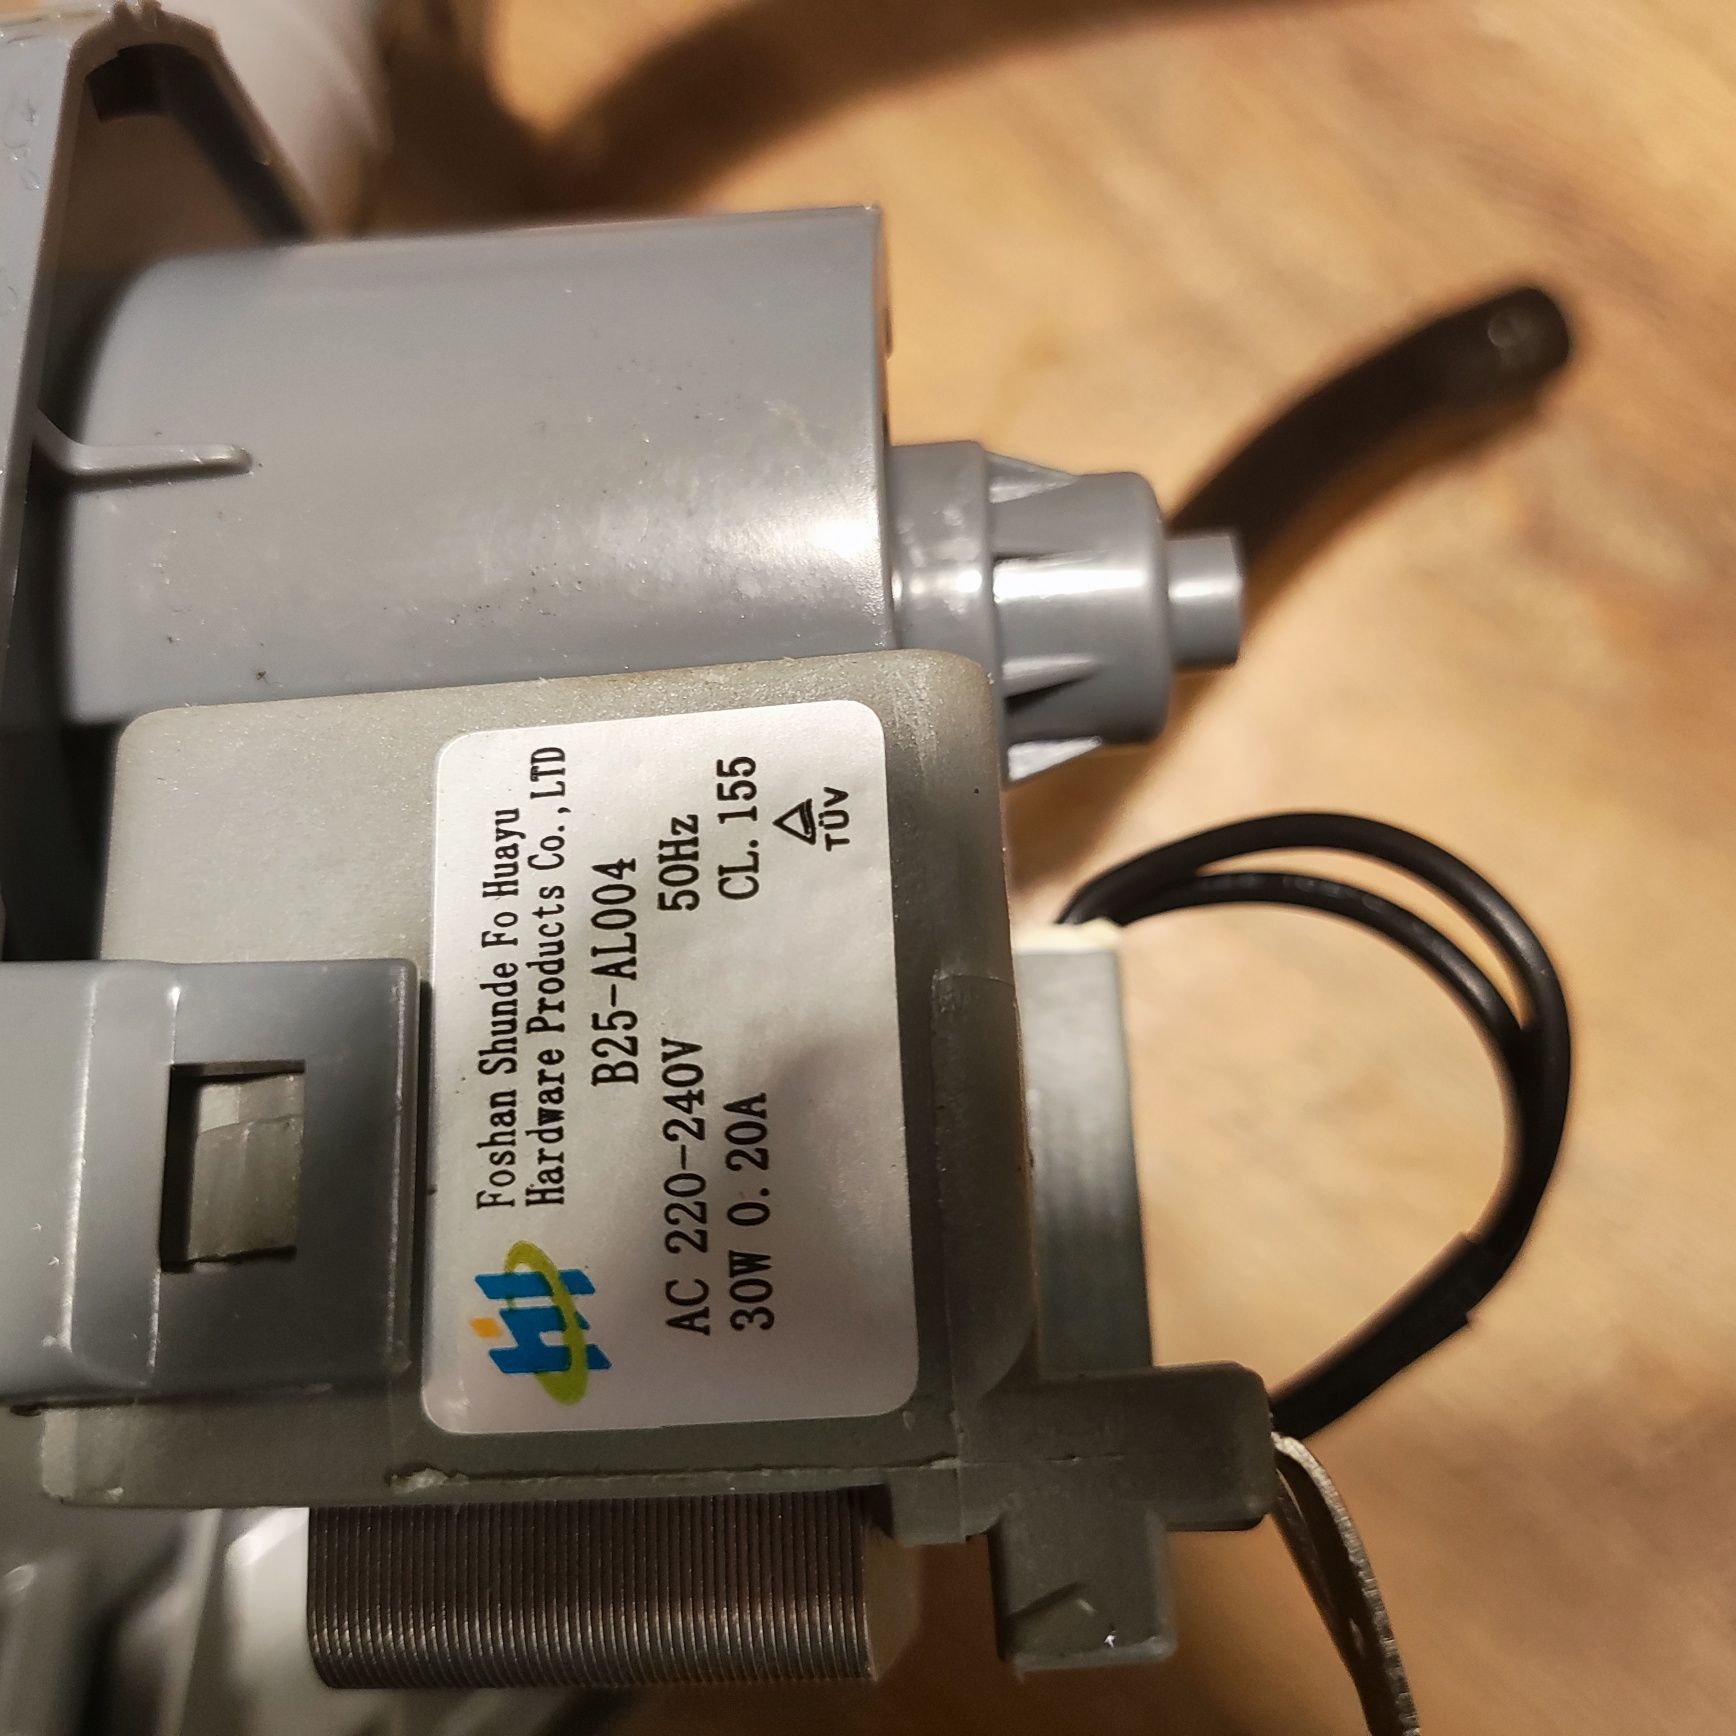 Foshan Shunde Fo Huayu
Hardware Products Co.,LTD
B25-AL004
AC 220-240V 50Hz
30W 0.20A CL.155
TÜV